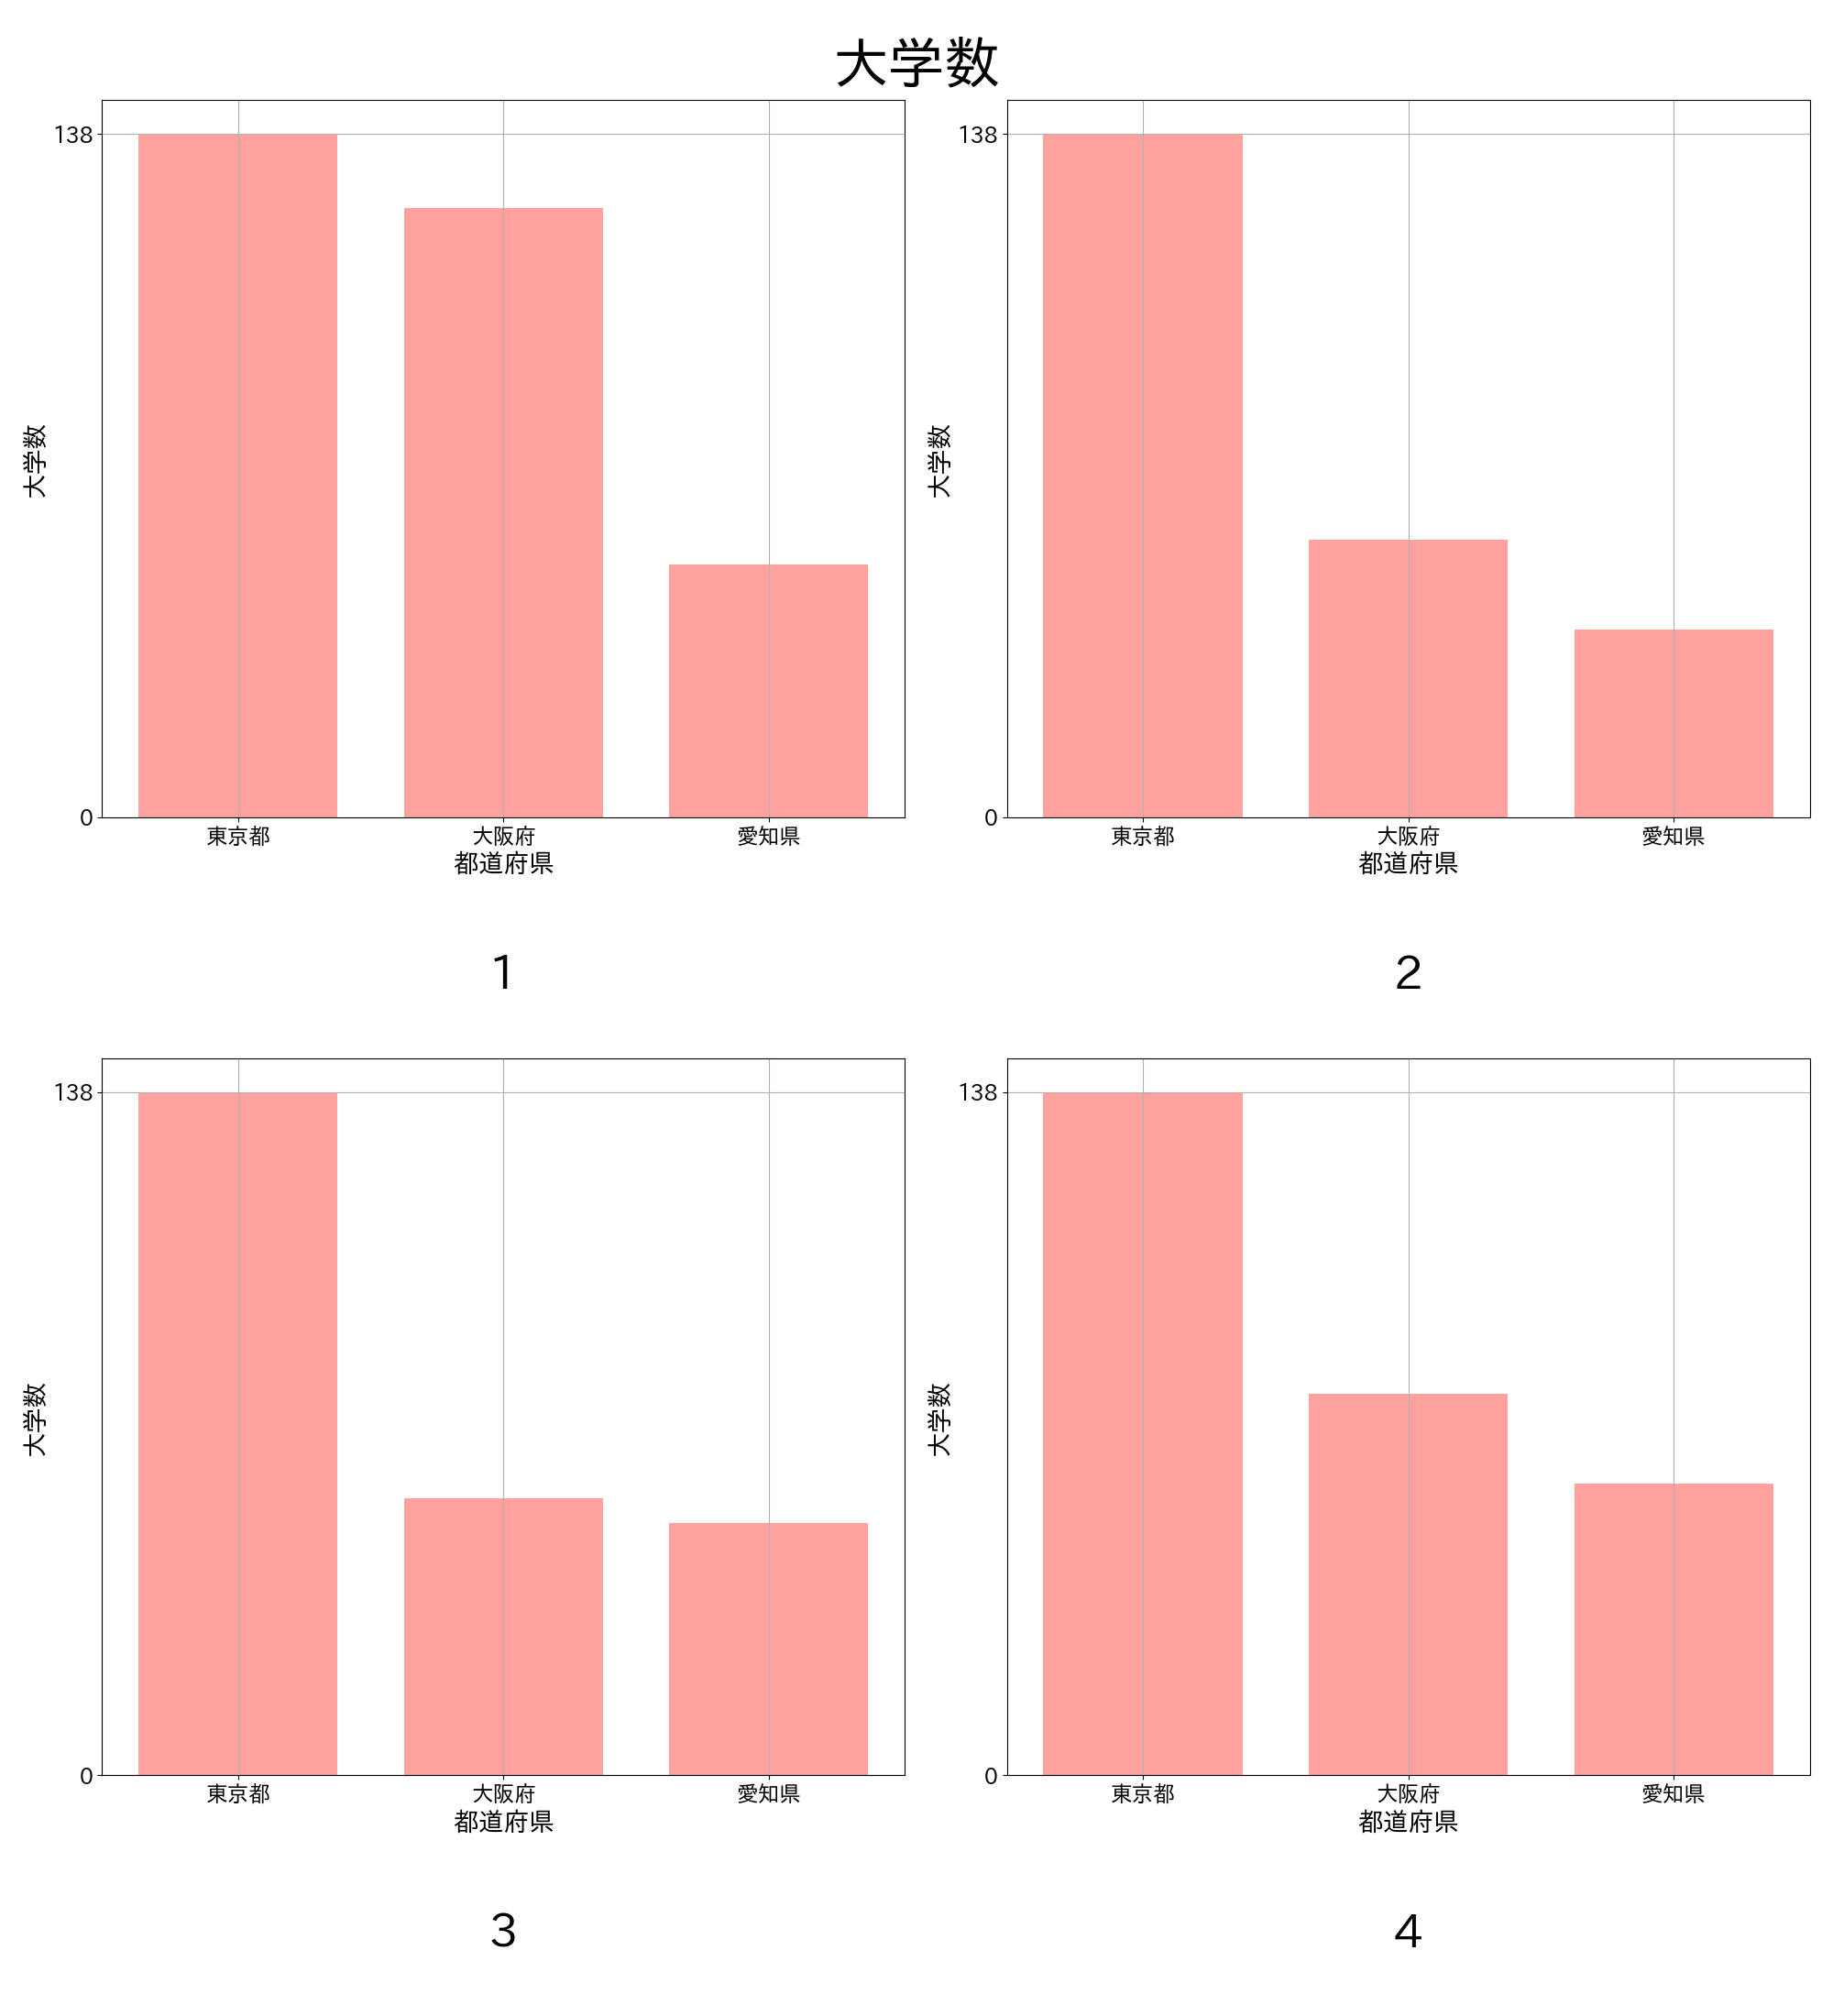 大学数
138
0
大学数
東京都 大阪府 愛知県
都道府県
1
138
0
大学数
東京都 大阪府 愛知県
都道府県
2
138
0
大学数
東京都 大阪府 愛知県
都道府県
3
138
0
大学数
東京都 大阪府 愛知県
都道府県
4